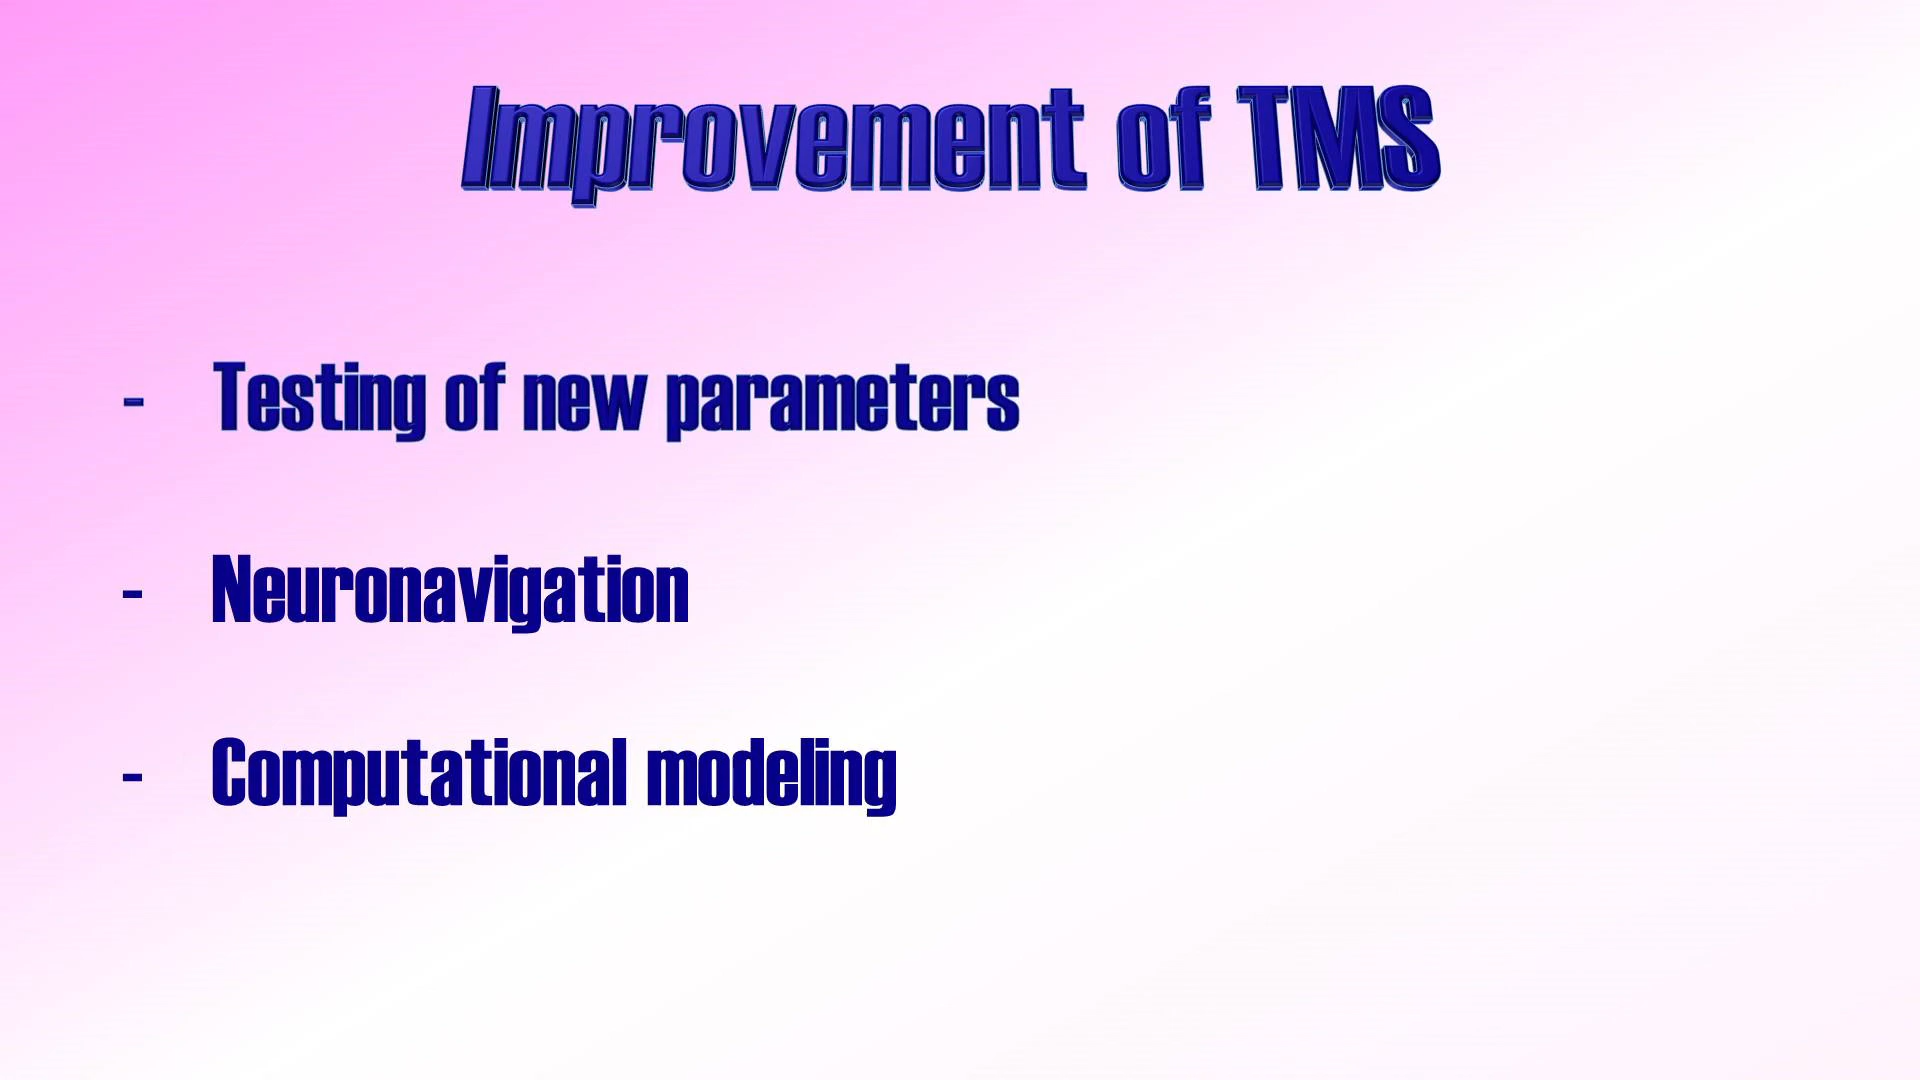 Improvement of TMS
- Testing of new parameters
- Neuronavigation
- Computational modeling